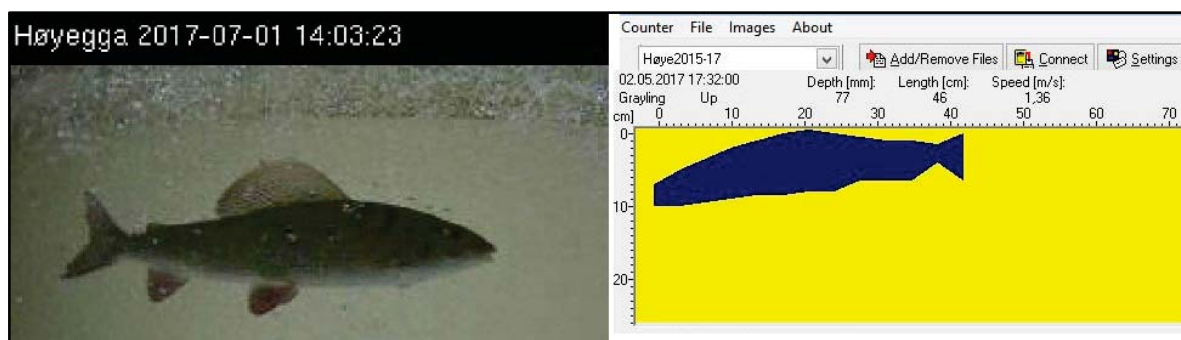 Høyegga 2017-07-01 14:03:23
Counter File Images About
Høye2015-17 Add/Remove Files Connect Settings
02.05.2017 17:32:00 Depth [mm]: Length [cm]: Speed [m/s]:
Grayling Up 77 46 1,36
cm] 0 10 20 30 40 50 60 70
0
10
20